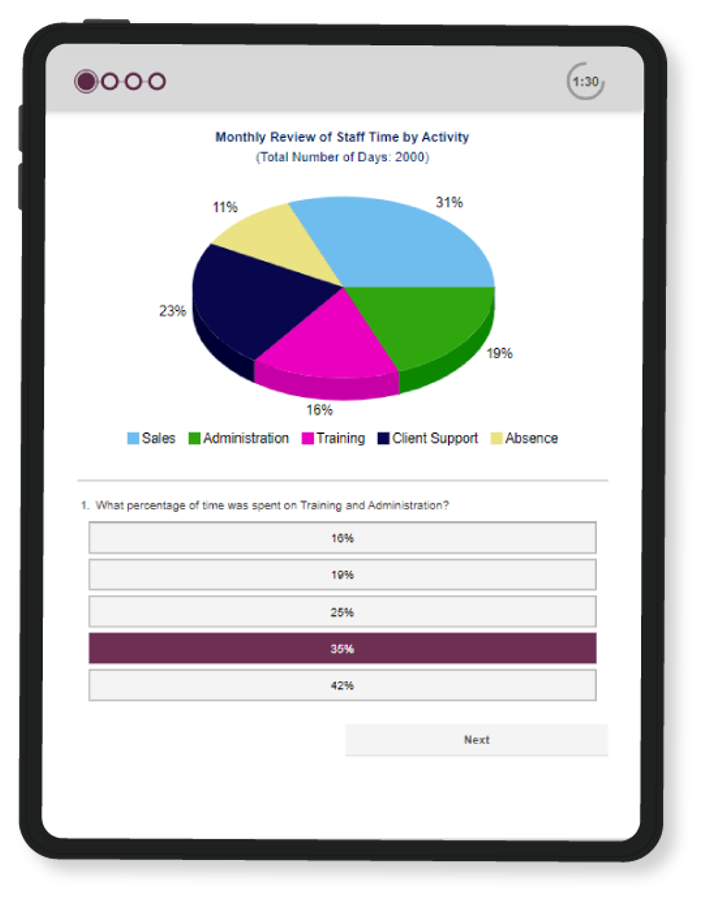 1:30
Monthly Review of Staff Time by Activity
(Total Number of Days: 2000)
11%
31%
23%
19%
16%
Sales Administration Training Client Support Absence
1. What percentage of time was spent on Training and Administration?
16%
19%
25%
35%
42%
Next